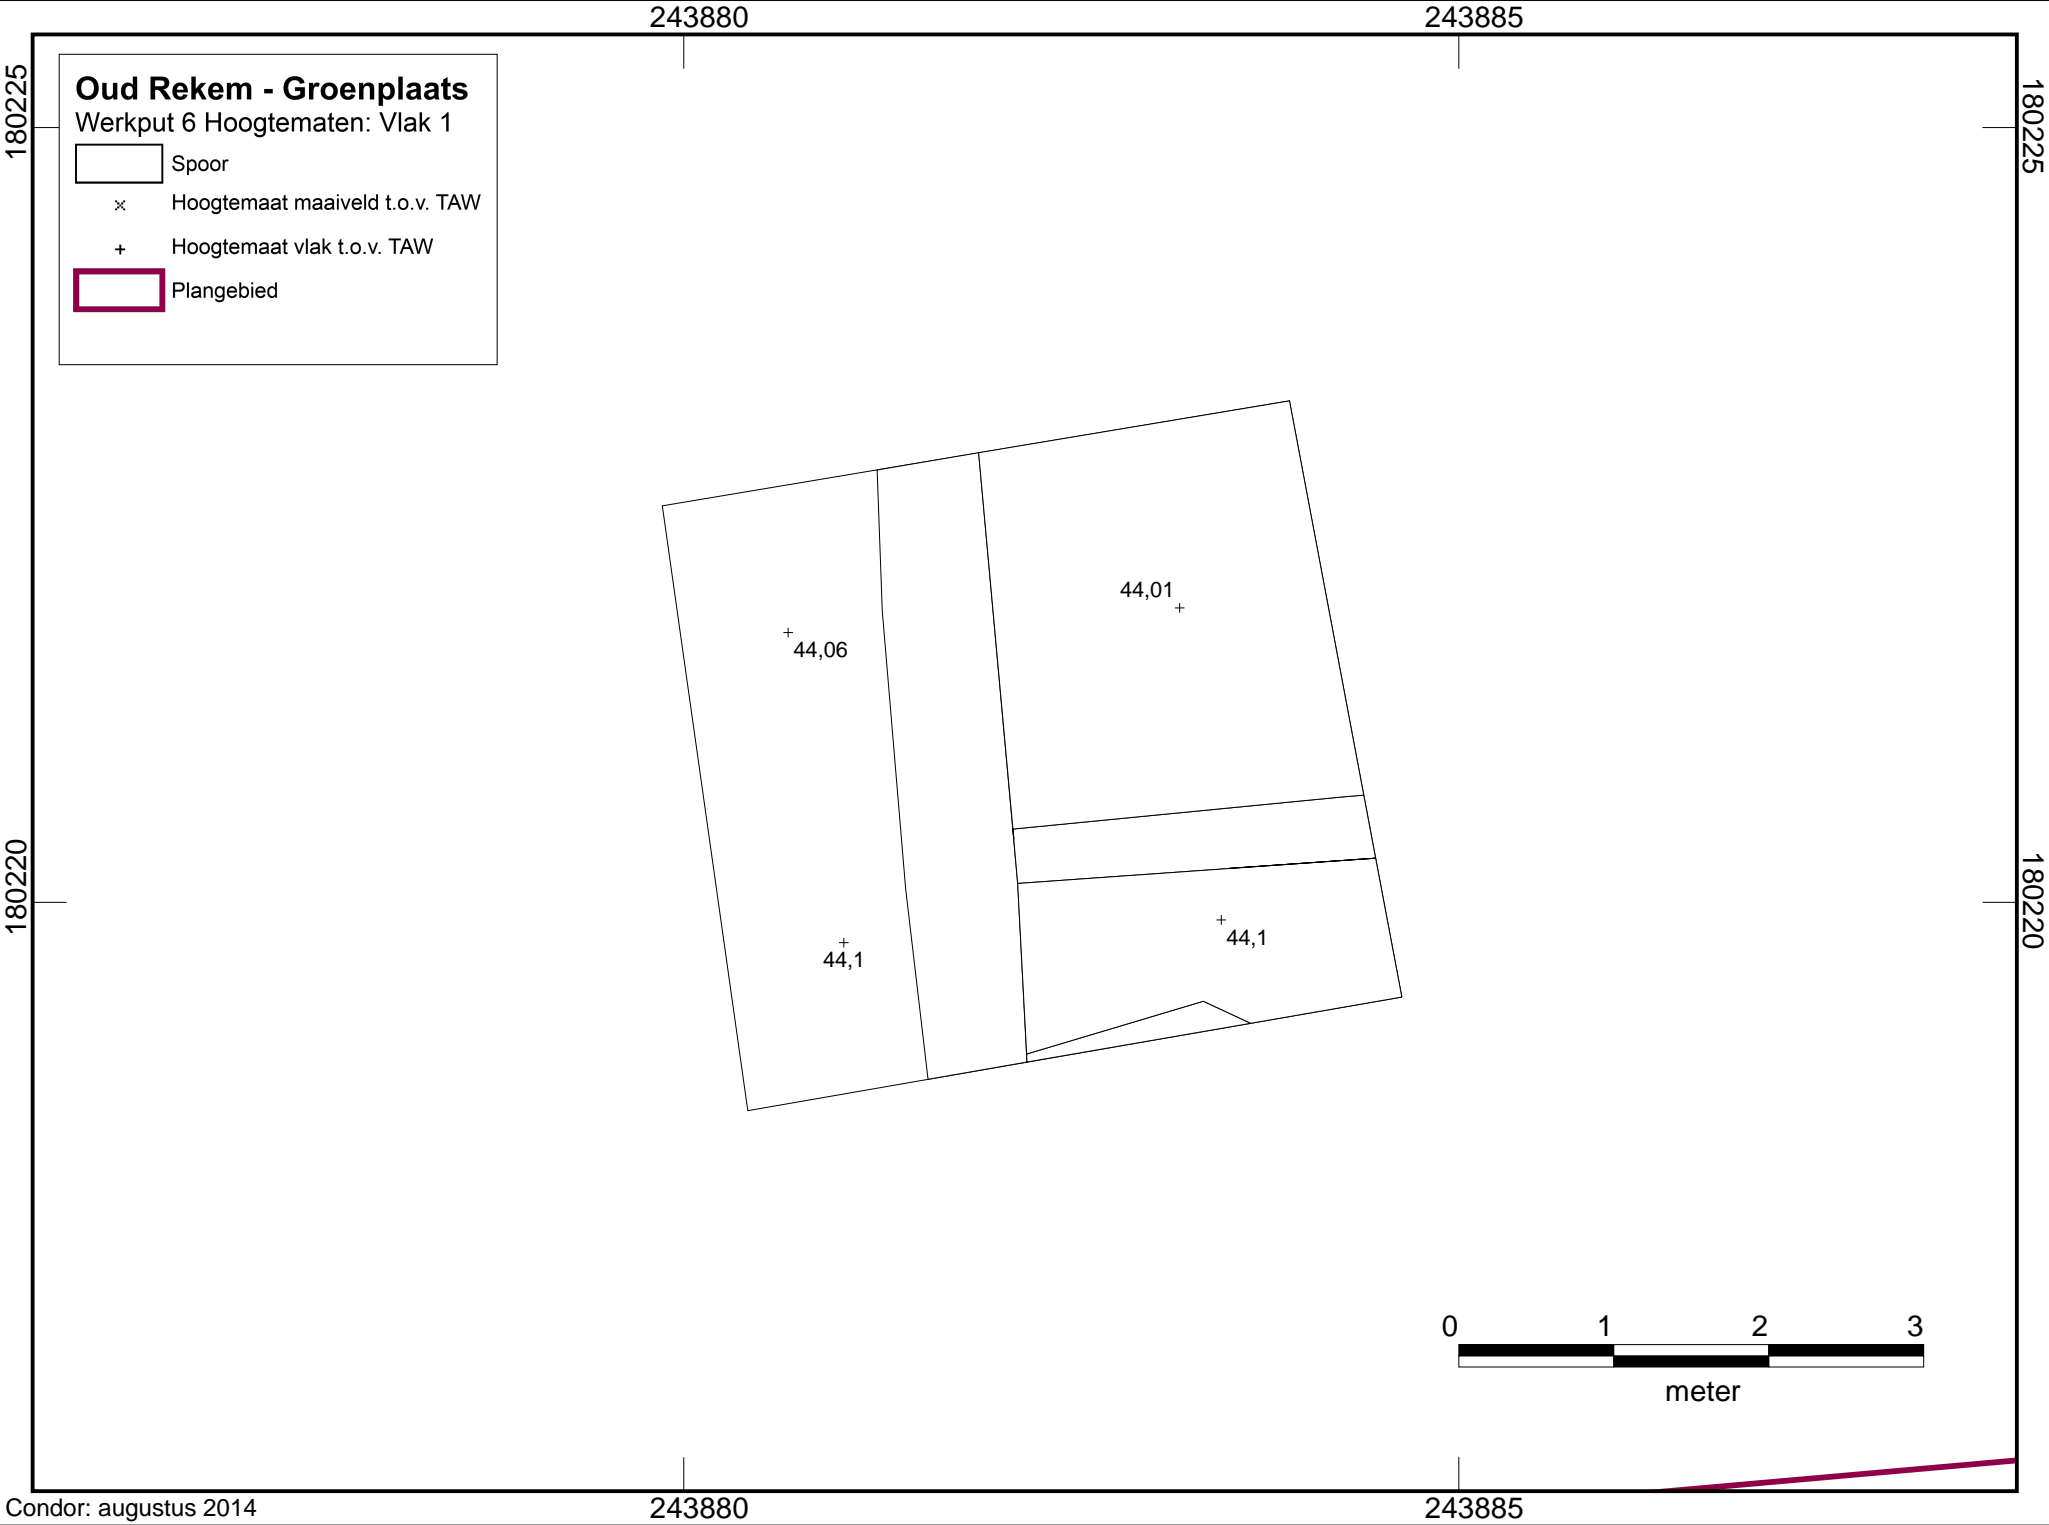 243880 243885
180225
180225
Oud Rekem - Groenplaats
Werkput 6 Hoogtematen: Vlak 1
Spoor
Hoogtemaat maaiveld t.o.v. TAW
Hoogtemaat vlak t.o.v. TAW
Plangebied
44,01
44,06
180220
180220
44,1
44,1
0 1 2 3
meter
Condor: augustus 2014
243880 243885